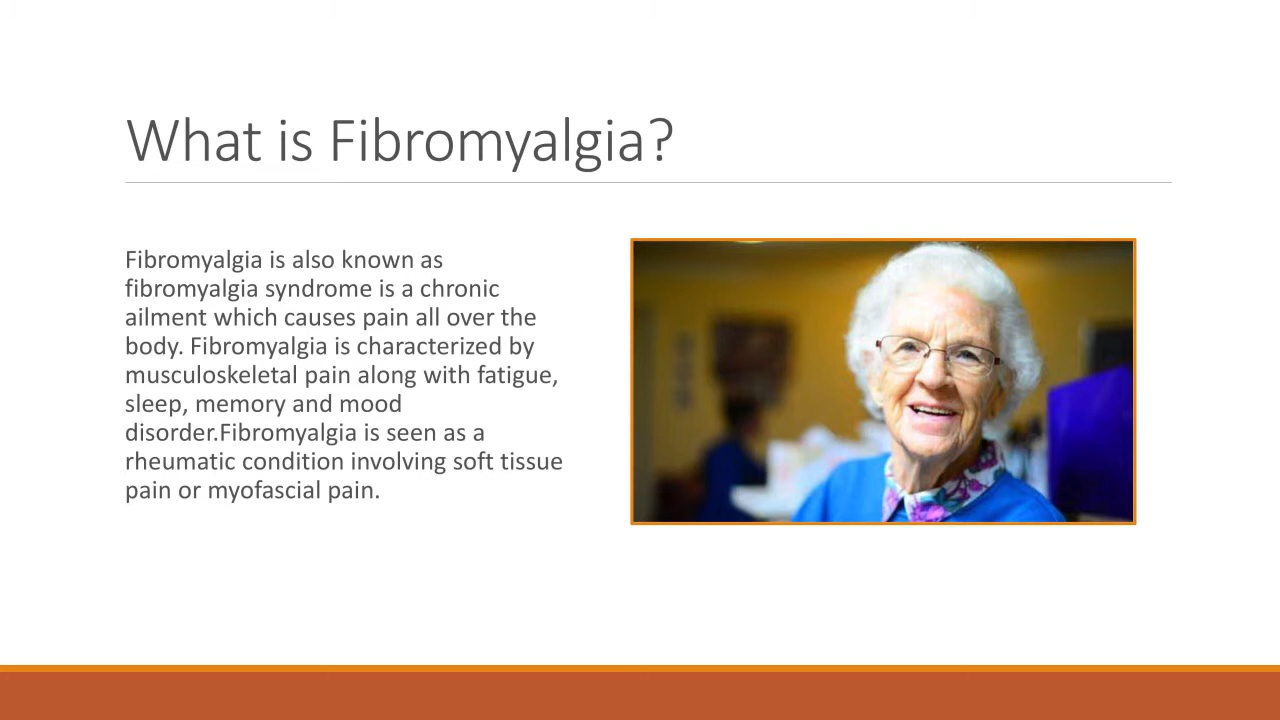 What is Fibromyalgia?
Fibromyalgia is also known as
fibromyalgia syndrome is a chronic
ailment which causes pain all over the
body. Fibromyalgia is characterized by
musculoskeletal pain along with fatigue,
sleep, memory and mood
disorder.Fibromyalgia is seen as a
rheumatic condition involving soft tissue
pain or myofascial pain.